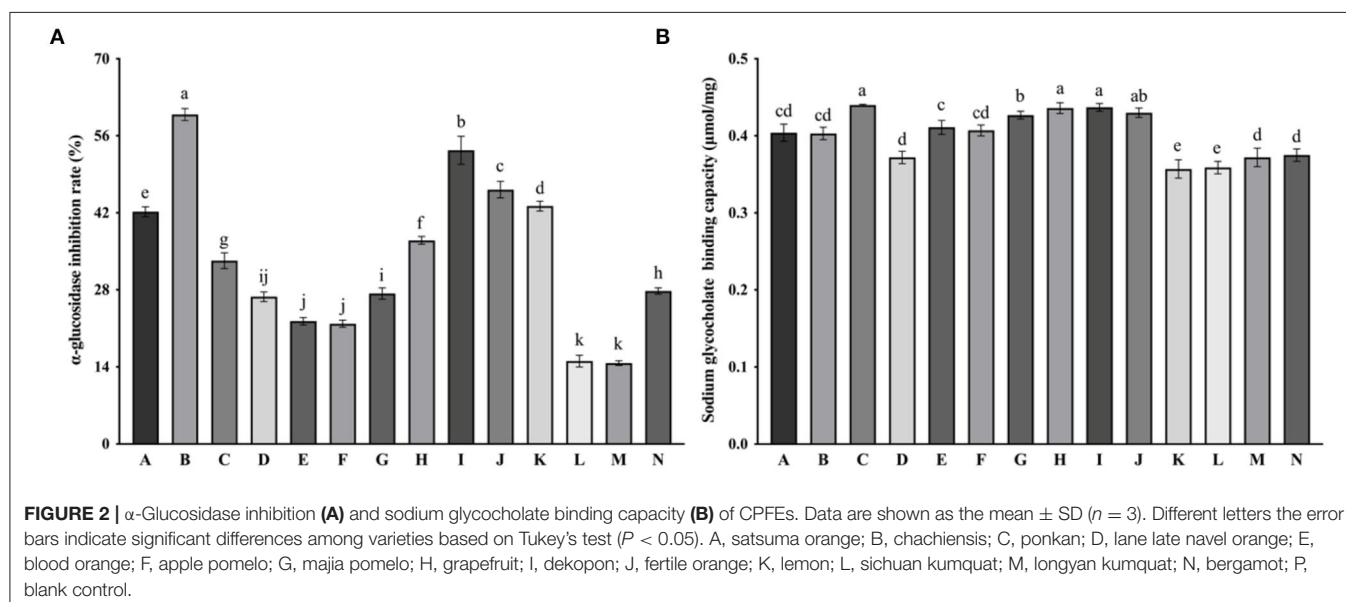 A
α-glucosidase inhibition rate (%)
70
56
42
28
14
0
e
a
g
ij
j
j
i
f
b
c
d
k
k
h
A B C D E F G H I J K L M N
B
Sodium glycocholate binding capacity (μmol/mg)
0.5
0.4
0.3
0.2
0.1
0.0
cd
cd
a
d
c
cd
b
a
a
ab
e
e
d
d
A B C D E F G H I J K L M N
FIGURE 2 | α-Glucosidase inhibition (A) and sodium glycocholate binding capacity (B) of CPFEs. Data are shown as the mean ± SD (n = 3). Different letters the error
bars indicate significant differences among varieties based on Tukey's test (P < 0.05). A, satsuma orange; B, chachiensis; C, ponkan; D, lane late navel orange; E,
blood orange; F, apple pomelo; G, majia pomelo; H, grapefruit; I, dekopon; J, fertile orange; K, lemon; L, sichuan kumquat; M, longyan kumquat; N, bergamot; P,
blank control.